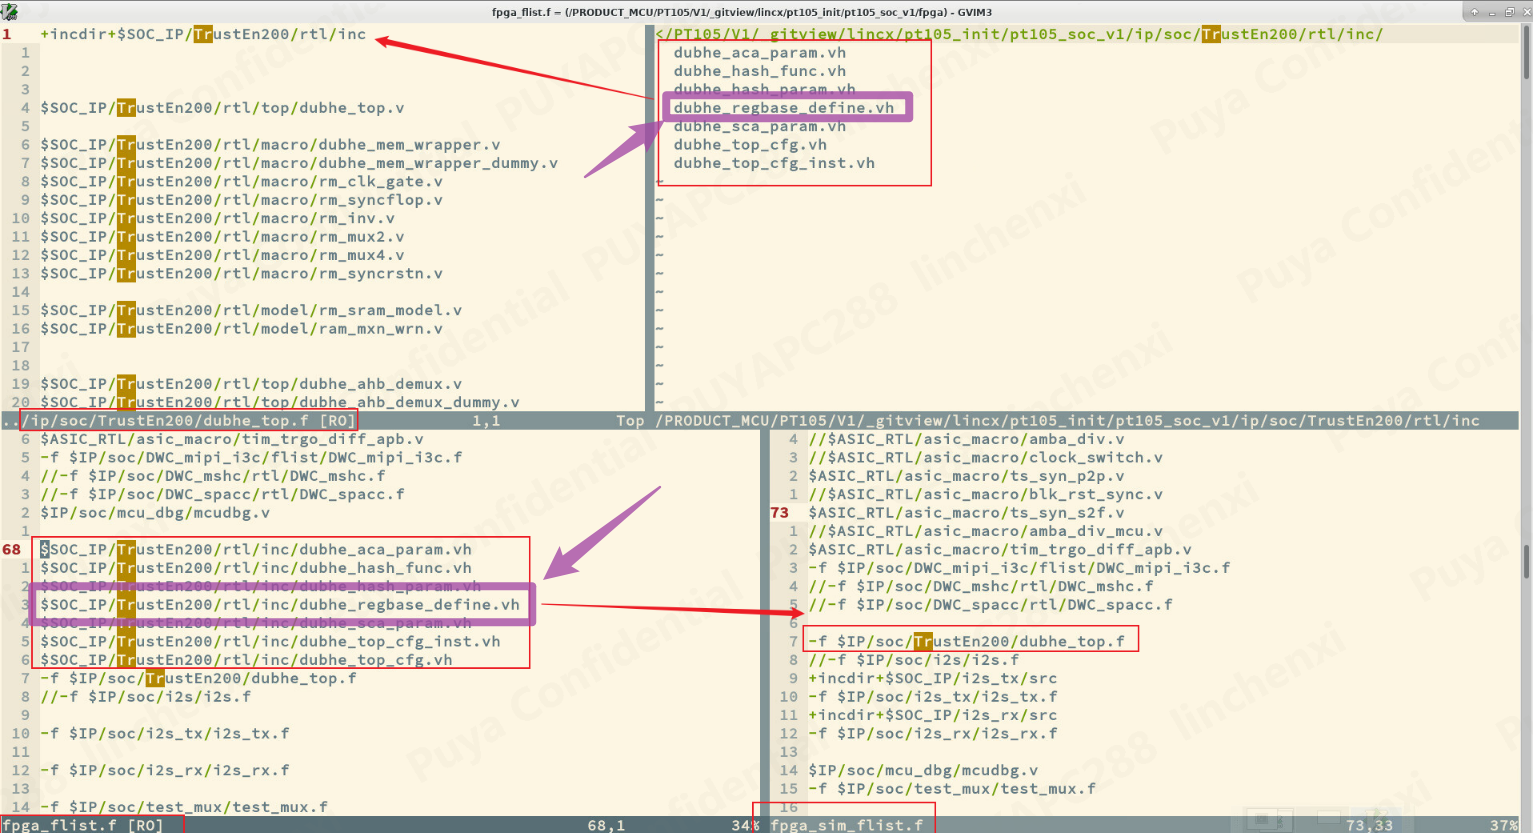 fpga_flist.f = (/PRODUCT_MCU/PT105/V1/_gitview/lincx/pt105_init/pt105_soc_v1/fpga) - GVIM3
1 +incdir+$SOC_IP/TrustEn200/rtl/inc
1
2
3
4 $SOC_IP/TrustEn200/rtl/top/dubhe_top.v
5
6 $SOC_IP/TrustEn200/rtl/macro/dubhe_mem_wrapper.v
7 $SOC_IP/TrustEn200/rtl/macro/dubhe_mem_wrapper_dummy.v
8 $SOC_IP/TrustEn200/rtl/macro/rm_clk_gate.v
9 $SOC_IP/TrustEn200/rtl/macro/rm_syncflop.v
10 $SOC_IP/TrustEn200/rtl/macro/rm_inv.v
11 $SOC_IP/TrustEn200/rtl/macro/rm_mux2.v
12 $SOC_IP/TrustEn200/rtl/macro/rm_mux4.v
13 $SOC_IP/TrustEn200/rtl/macro/rm_syncrstn.v
14
15 $SOC_IP/TrustEn200/rtl/model/rm_sram_model.v
16 $SOC_IP/TrustEn200/rtl/model/ram_mxn_wrn.v
17
18
19 $SOC_IP/TrustEn200/rtl/top/dubhe_ahb_demux.v
20 $SOC_IP/TrustEn200/rtl/top/dubhe_ahb_demux_dummy.v
../ip/soc/TrustEn200/dubhe_top.f [RO] 1,1 Top
</PT105/V1/_gitview/lincx/pt105_init/pt105_soc_v1/ip/soc/TrustEn200/rtl/inc/
dubhe_aca_param.vh
dubhe_hash_func.vh
dubhe_hash_param.vh
dubhe_regbase_define.vh
dubhe_sca_param.vh
dubhe_top_cfg.vh
dubhe_top_cfg_inst.vh
~
~
~
~
~
~
~
~
~
~
~
~
~
/PRODUCT_MCU/PT105/V1/_gitview/lincx/pt105_init/pt105_soc_v1/ip/soc/TrustEn200/rtl/inc
6 $ASIC_RTL/asic_macro/tim_trgo_diff_apb.v
5 -f $IP/soc/DWC_mipi_i3c/flist/DWC_mipi_i3c.f
4 //-f $IP/soc/DWC_mshc/rtl/DWC_mshc.f
3 //-f $IP/soc/DWC_spacc/rtl/DWC_spacc.f
2 $IP/soc/mcu_dbg/mcudbg.v
1
68 $SOC_IP/TrustEn200/rtl/inc/dubhe_aca_param.vh
1 $SOC_IP/TrustEn200/rtl/inc/dubhe_hash_func.vh
2 $SOC_IP/TrustEn200/rtl/inc/dubhe_hash_param.vh
3 $SOC_IP/TrustEn200/rtl/inc/dubhe_regbase_define.vh
4 $SOC_IP/TrustEn200/rtl/inc/dubhe_sca_param.vh
5 $SOC_IP/TrustEn200/rtl/inc/dubhe_top_cfg_inst.vh
6 $SOC_IP/TrustEn200/rtl/inc/dubhe_top_cfg.vh
7 -f $IP/soc/TrustEn200/dubhe_top.f
8 //-f $IP/soc/i2s/i2s.f
9
10 -f $IP/soc/i2s_tx/i2s_tx.f
11
12 -f $IP/soc/i2s_rx/i2s_rx.f
13
14 -f $IP/soc/test_mux/test_mux.f
fpga_flist.f [RO] 68,1 34%
4 //$ASIC_RTL/asic_macro/amba_div.v
3 //$ASIC_RTL/asic_macro/clock_switch.v
2 $ASIC_RTL/asic_macro/ts_syn_p2p.v
1 //$ASIC_RTL/asic_macro/blk_rst_sync.v
73 $ASIC_RTL/asic_macro/ts_syn_s2f.v
1 //$ASIC_RTL/asic_macro/amba_div_mcu.v
2 $ASIC_RTL/asic_macro/tim_trgo_diff_apb.v
3 -f $IP/soc/DWC_mipi_i3c/flist/DWC_mipi_i3c.f
4 //-f $IP/soc/DWC_mshc/rtl/DWC_mshc.f
5 //-f $IP/soc/DWC_spacc/rtl/DWC_spacc.f
6
7 -f $IP/soc/TrustEn200/dubhe_top.f
8 //-f $IP/soc/i2s/i2s.f
9 +incdir+$SOC_IP/i2s_tx/src
10 -f $IP/soc/i2s_tx/i2s_tx.f
11 +incdir+$SOC_IP/i2s_rx/src
12 -f $IP/soc/i2s_rx/i2s_rx.f
13
14 $IP/soc/mcu_dbg/mcudbg.v
15 -f $IP/soc/test_mux/test_mux.f
16
fpga_sim_flist.f 73,33 37%
Puya Confidential PUYAPC288 linchenxi